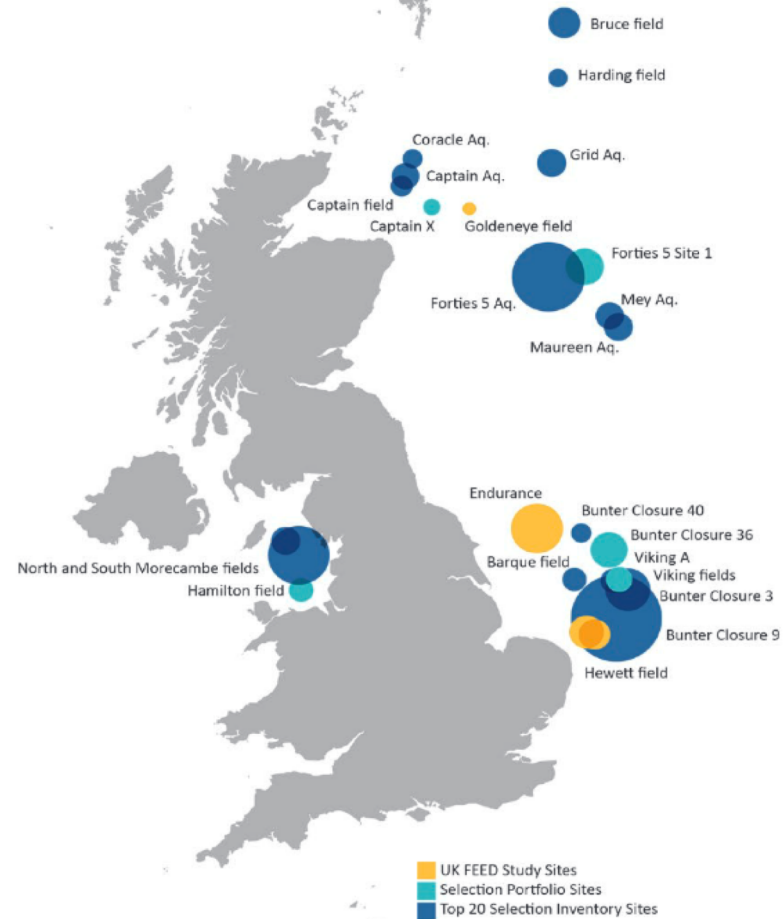 Bruce field
Harding field
Coracle Aq.
Grid Aq.
Captain Aq.
Captain field
Captain X
Goldeneye field
Forties 5 Site 1
Forties 5 Aq.
Mey Aq.
Maureen Aq.
Endurance
Bunter Closure 40
Bunter Closure 36
Barque field
Viking A
Viking fields
North and South Morecambe fields
Hamilton field
Bunter Closure 3
Bunter Closure 9
Hewett field
UK FEED Study Sites
Selection Portfolio Sites
Top 20 Selection Inventory Sites